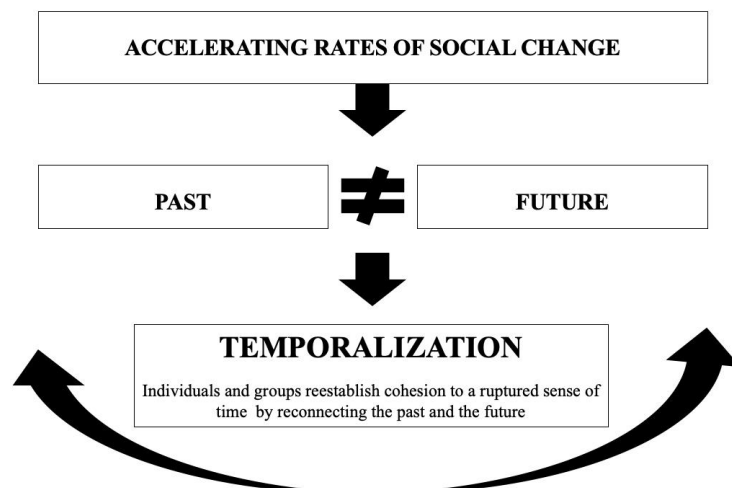 ACCELERATING RATES OF SOCIAL CHANGE
PAST ≠ FUTURE
TEMPORALIZATION
Individuals and groups reestablish cohesion to a ruptured sense of
time by reconnecting the past and the future